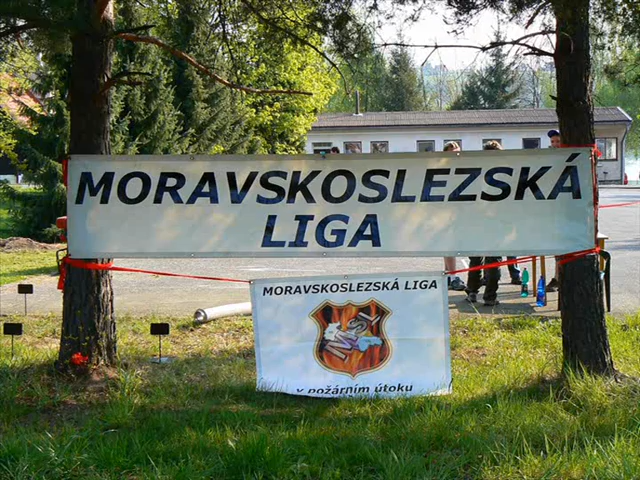 MORAVSKOSLEZSKÁ
LIGA
MORAVSKOSLEZSKÁ LIGA
v požárním útoku